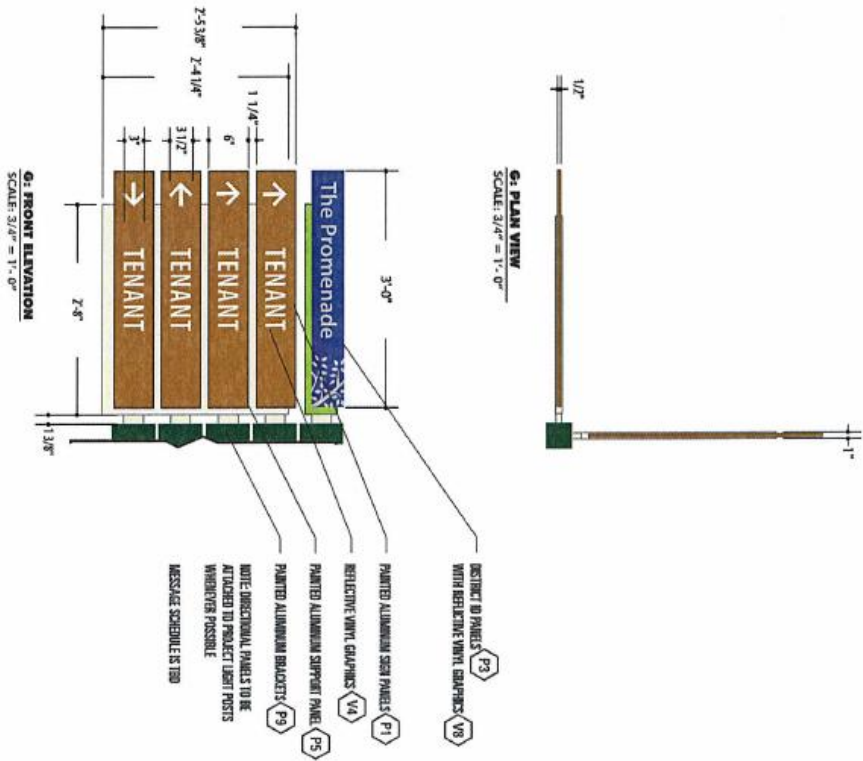 G: PLAN VIEW
SCALE: 3/4" = 1'- 0"
1/2"
1"
2'-5 3/8"
2'-4 1/4"
1 1/4"
6"
3 1/2"
3"
3'-0"
2'-8"
1 3/8"
The Promenade
TENANT
TENANT
TENANT
TENANT
G: FRONT ELEVATION
SCALE: 3/4" = 1'- 0"
DISTRICT ID PANELS P3
WITH REFLECTIVE VINYL GRAPHICS V8
PAINTED ALUMINUM SIGN PANELS P1
REFLECTIVE VINYL GRAPHICS V4
PAINTED ALUMINUM SUPPORT PANEL P5
PAINTED ALUMINUM BRACKETS P9
NOTE: DIRECTIONAL PANELS TO BE
ATTACHED TO PROJECT LIGHT POSTS
WHENEVER POSSIBLE
MESSAGE SCHEDULE IS TBD